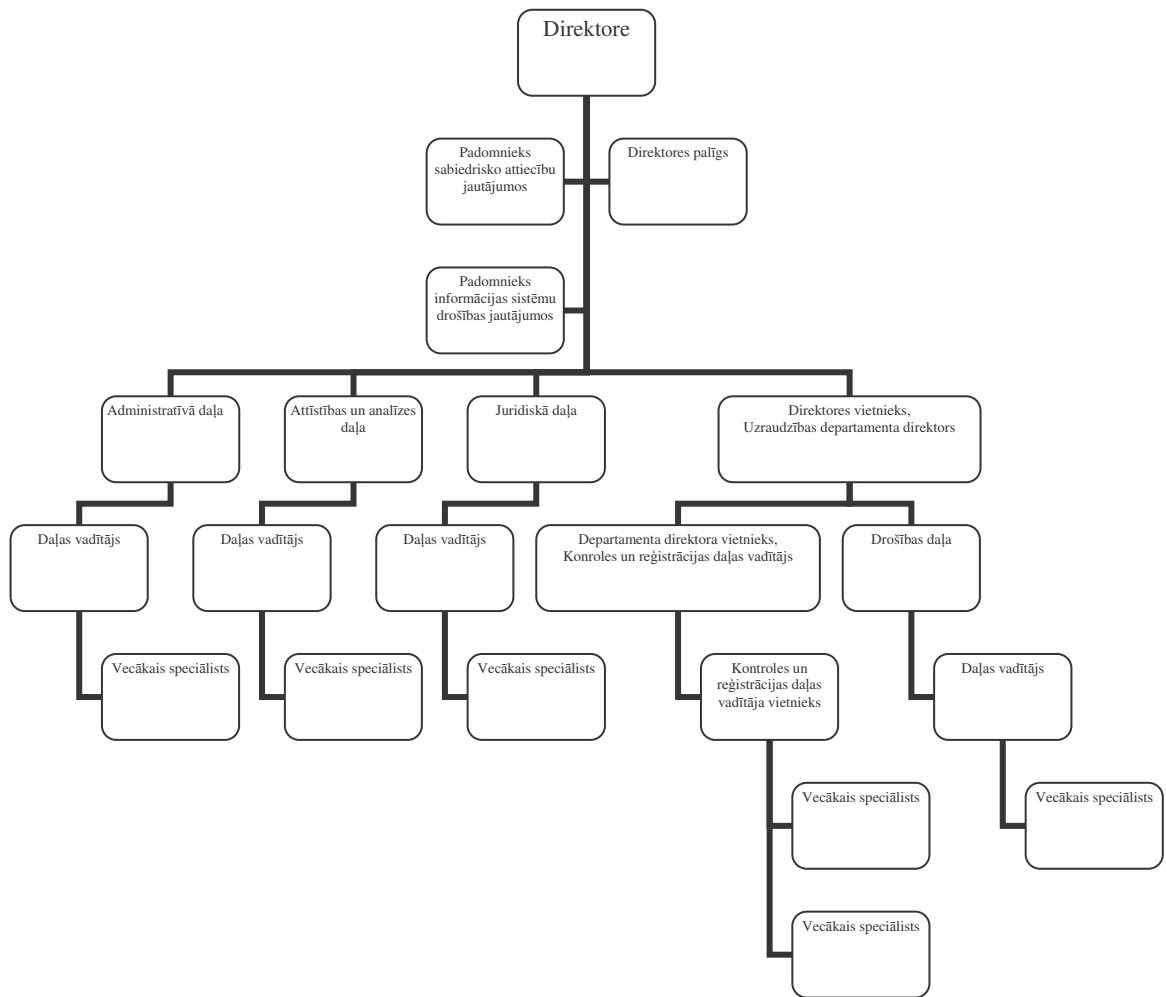 Direktore
Padomnieks
sabiedrisko attiecību
jautājumos
Direktores palīgs
Padomnieks
informācijas sistēmu
drošības jautājumos
Administratīvā daļa
Attīstības un analīzes
daļa
Juridiskā daļa
Direktores vietnieks,
Uzraudzības departamenta direktors
Daļas vadītājs
Daļas vadītājs
Daļas vadītājs
Departamenta direktora vietnieks,
Konroles un reģistrācijas daļas vadītājs
Drošības daļa
Vecākais speciālists
Vecākais speciālists
Vecākais speciālists
Kontroles un
reģistrācijas daļas
vadītāja vietnieks
Daļas vadītājs
Vecākais speciālists
Vecākais speciālists
Vecākais speciālists